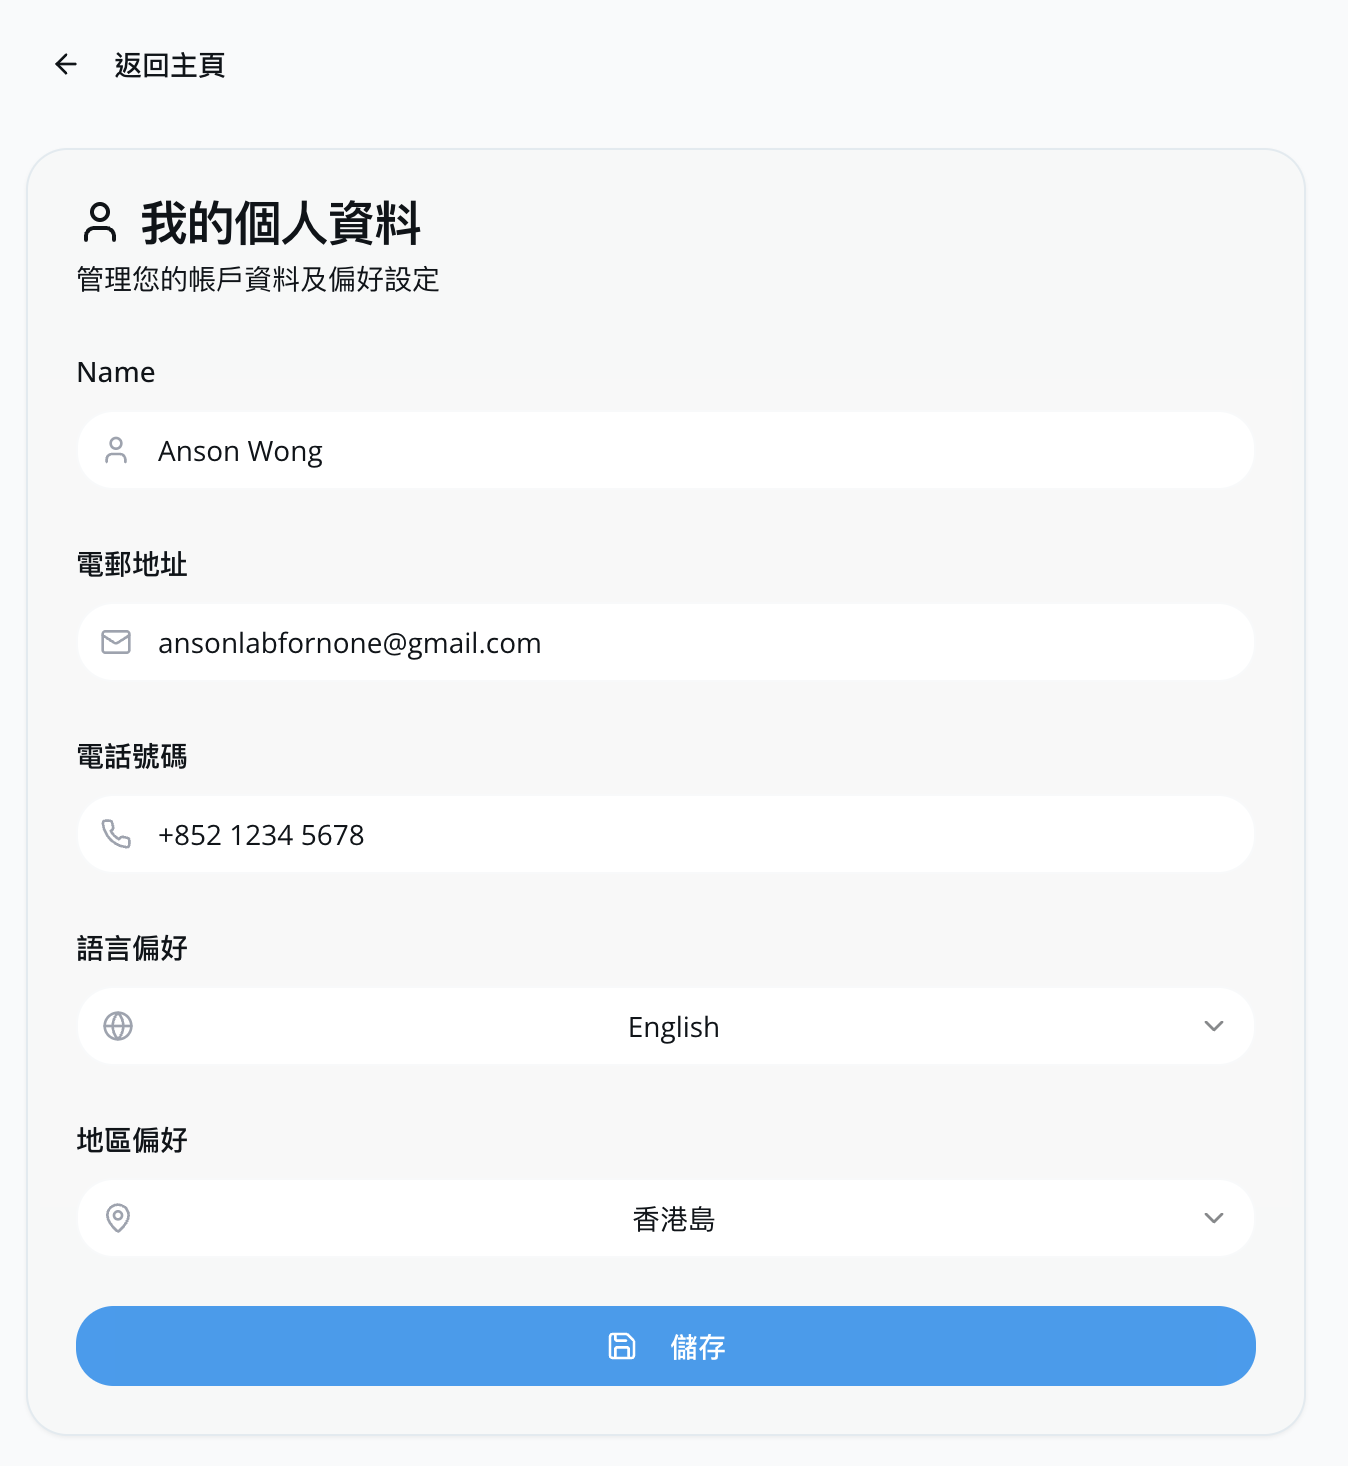 返回主頁
我的個人資料
管理您的帳戶資料及偏好設定
Name
Anson Wong
電郵地址
ansonlabfornone@gmail.com
電話號碼
+852 1234 5678
語言偏好
English
地區偏好
香港島
儲存